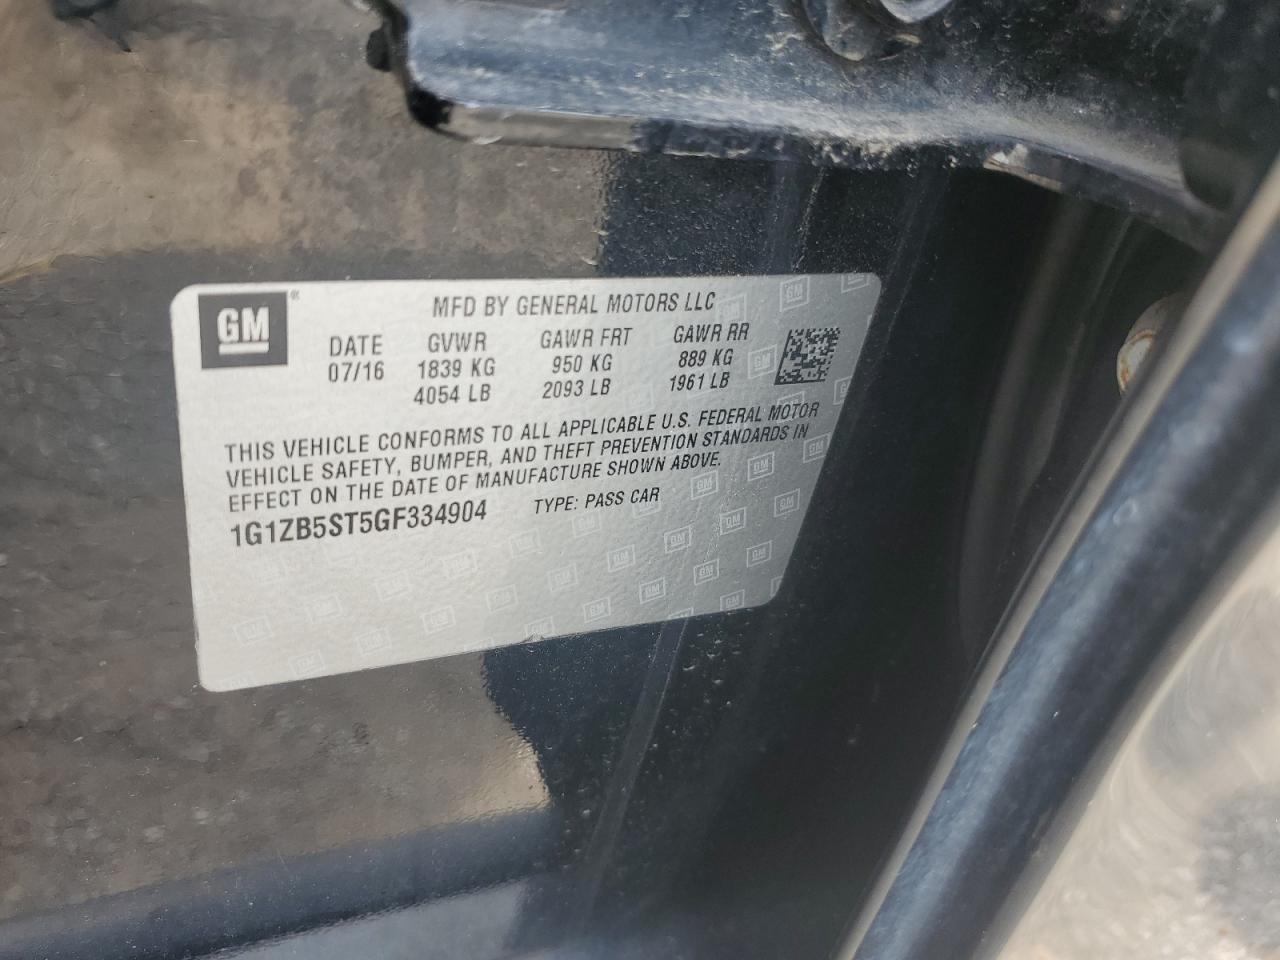 GM ®
MFD BY GENERAL MOTORS LLC
DATE GVWR GAWR FRT GAWR RR
07/16 1839 KG 950 KG 889 KG
4054 LB 2093 LB 1961 LB
THIS VEHICLE CONFORMS TO ALL APPLICABLE U.S. FEDERAL MOTOR
VEHICLE SAFETY, BUMPER, AND THEFT PREVENTION STANDARDS IN
EFFECT ON THE DATE OF MANUFACTURE SHOWN ABOVE.
1G1ZB5ST5GF334904 TYPE: PASS CAR